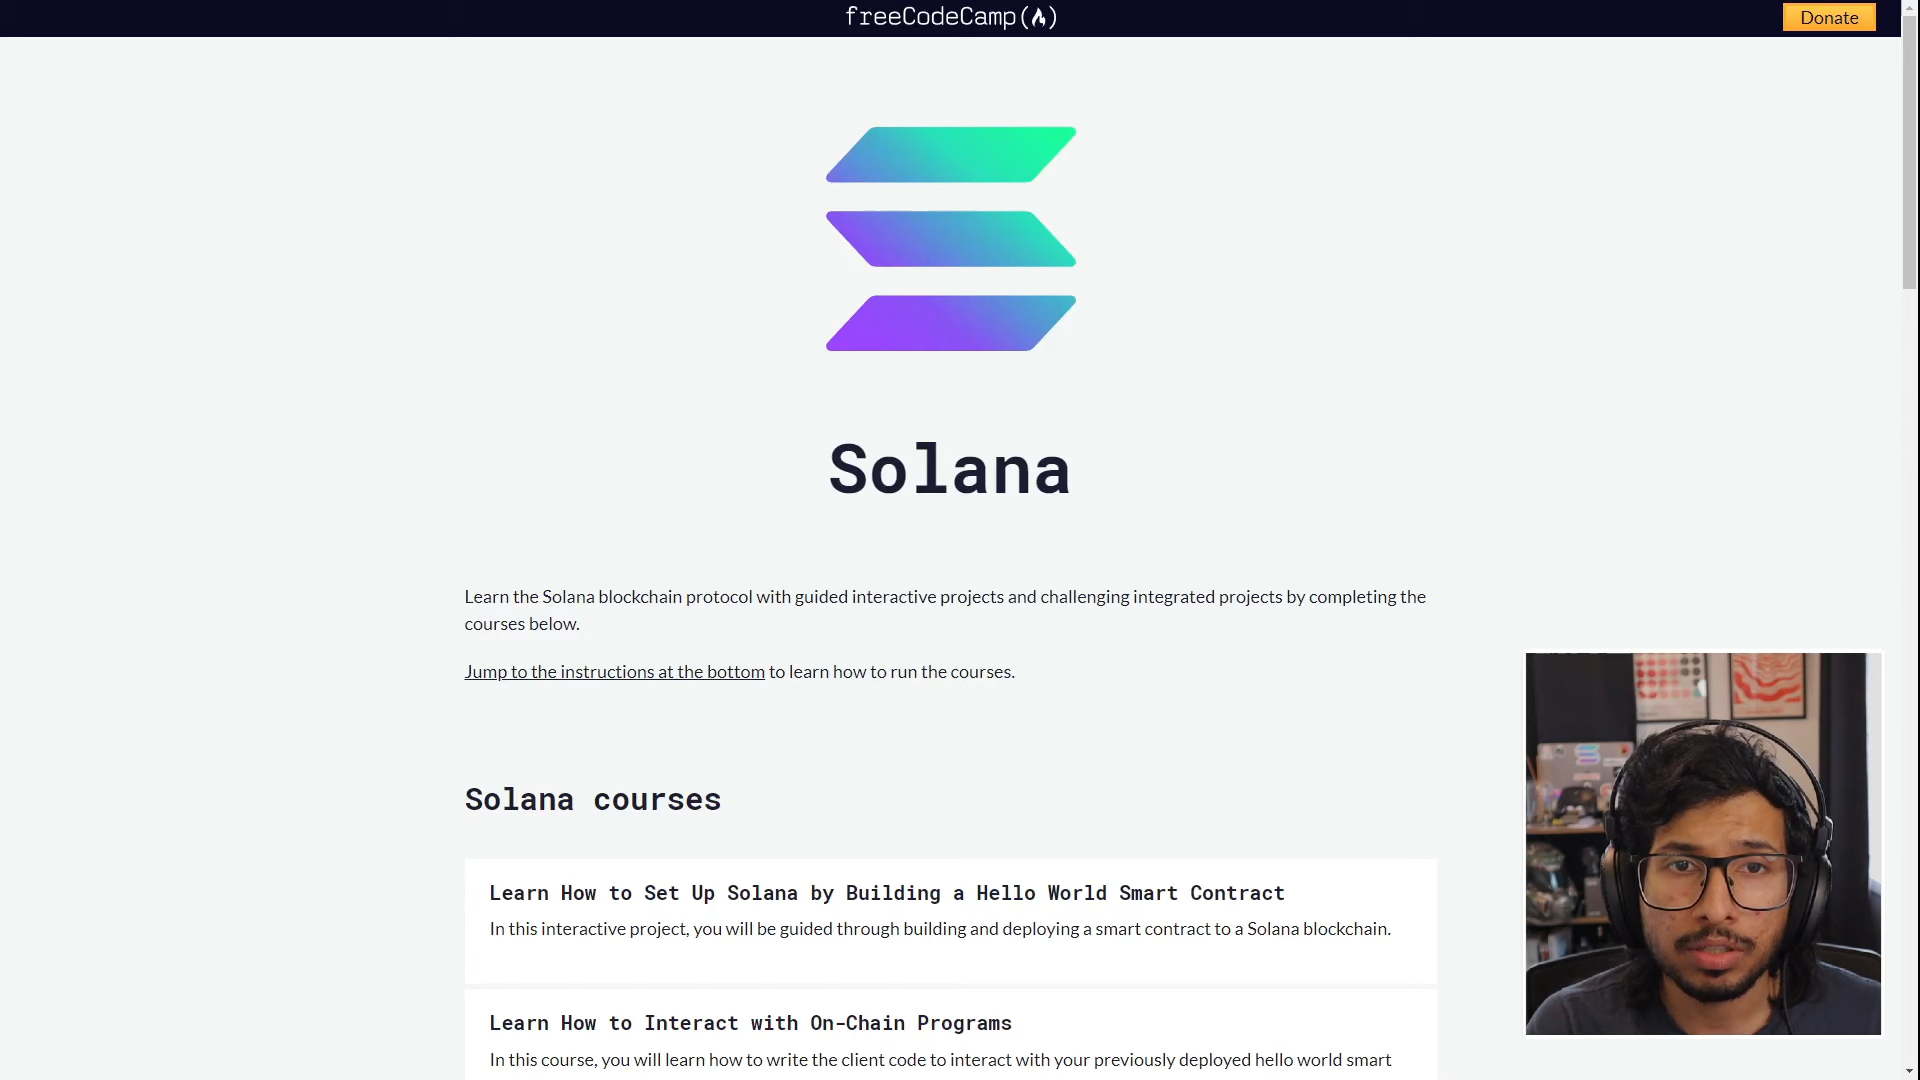 freeCodeCamp(🔥)
Donate
Solana
Learn the Solana blockchain protocol with guided interactive projects and challenging integrated projects by completing the
courses below.
Jump to the instructions at the bottom to learn how to run the courses.
Solana courses
Learn How to Set Up Solana by Building a Hello World Smart Contract
In this interactive project, you will be guided through building and deploying a smart contract to a Solana blockchain.
Learn How to Interact with On-Chain Programs
In this course, you will learn how to write the client code to interact with your previously deployed hello world smart